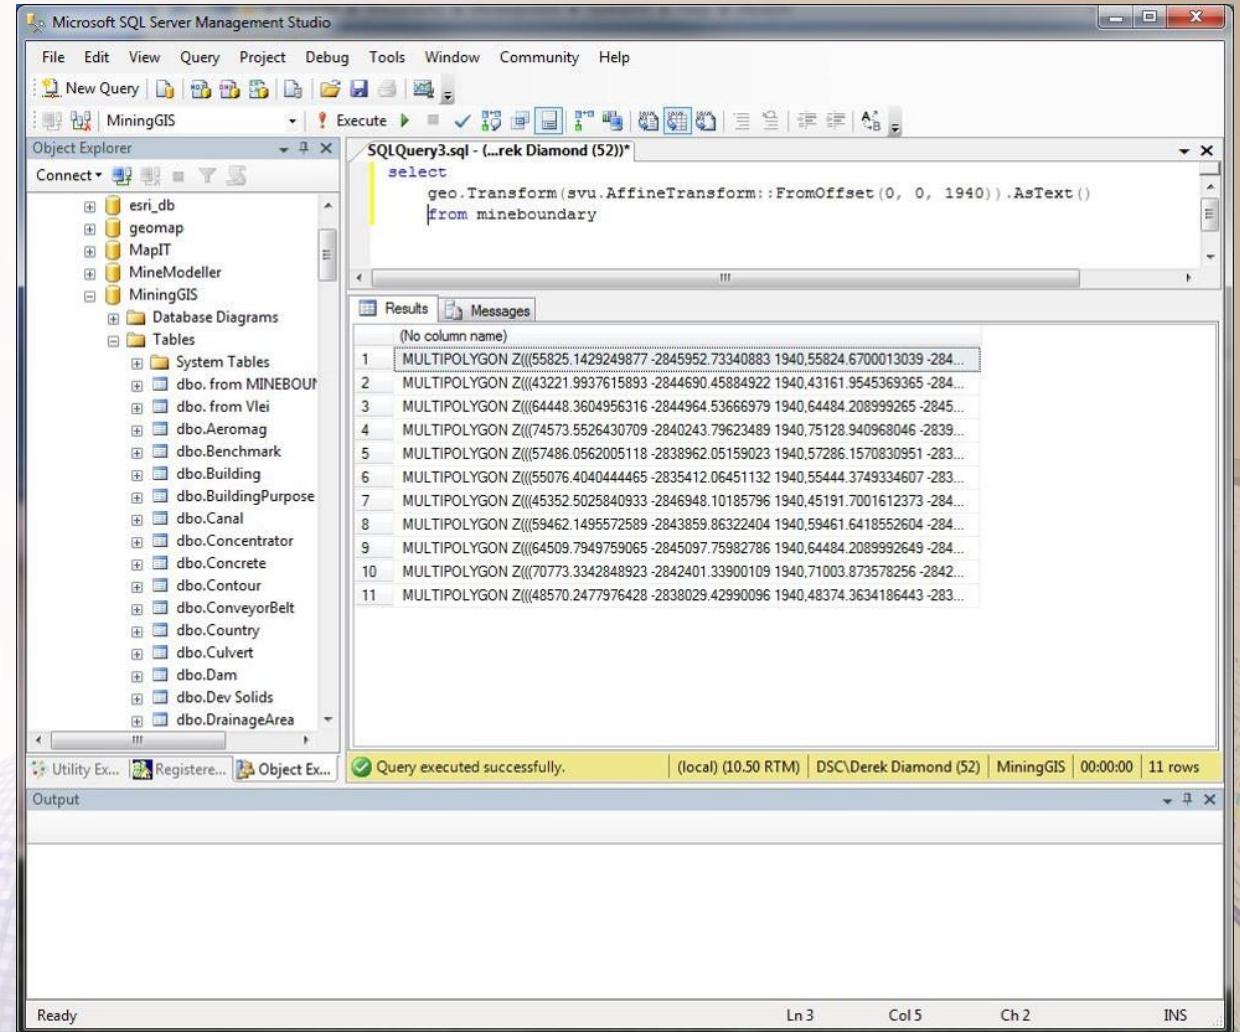 Microsoft SQL Server Management Studio
File Edit View Query Project Debug Tools Window Community Help
New Query
MiningGIS Execute
Object Explorer
Connect
esri_db
geomap
MapIT
MineModeller
MiningGIS
Database Diagrams
Tables
System Tables
dbo. from MINEBOUN
dbo. from Vlei
dbo.Aeromag
dbo.Benchmark
dbo.Building
dbo.BuildingPurpose
dbo.Canal
dbo.Concentrator
dbo.Concrete
dbo.Contour
dbo.ConveyorBelt
dbo.Country
dbo.Culvert
dbo.Dam
dbo.Dev Solids
dbo.DrainageArea
Utility Ex... Registere... Object Ex...
SQLQuery3.sql - (...rek Diamond (52))*
select
geo.Transform(svu.AffineTransform::FromOffset(0, 0, 1940)).AsText()
from mineboundary
Results Messages
(No column name)
1 MULTIPOLYGON Z(((55825.1429249877 -2845952.73340883 1940,55824.6700013039 -284...
2 MULTIPOLYGON Z(((43221.9937615893 -2844690.45884922 1940,43161.9545369365 -284...
3 MULTIPOLYGON Z(((64448.3604956316 -2844964.53666979 1940,64484.208999265 -2845...
4 MULTIPOLYGON Z(((74573.5526430709 -2840243.79623489 1940,75128.940968046 -2839...
5 MULTIPOLYGON Z(((57486.0562005118 -2838962.05159023 1940,57286.1570830951 -283...
6 MULTIPOLYGON Z(((55076.4040444465 -2835412.06451132 1940,55444.3749334607 -283...
7 MULTIPOLYGON Z(((45352.5025840933 -2846948.10185796 1940,45191.7001612373 -284...
8 MULTIPOLYGON Z(((59462.1495572589 -2843859.86322404 1940,59461.6418552604 -284...
9 MULTIPOLYGON Z(((64509.7949759065 -2845097.75982786 1940,64484.2089992649 -284...
10 MULTIPOLYGON Z(((70773.3342848923 -2842401.33900109 1940,71003.873578256 -2842...
11 MULTIPOLYGON Z(((48570.2477976428 -2838029.42990096 1940,48374.3634186443 -283...
Query executed successfully. (local) (10.50 RTM) DSC\Derek Diamond (52) MiningGIS 00:00:00 11 rows
Output
Ready Ln 3 Col 5 Ch 2 INS